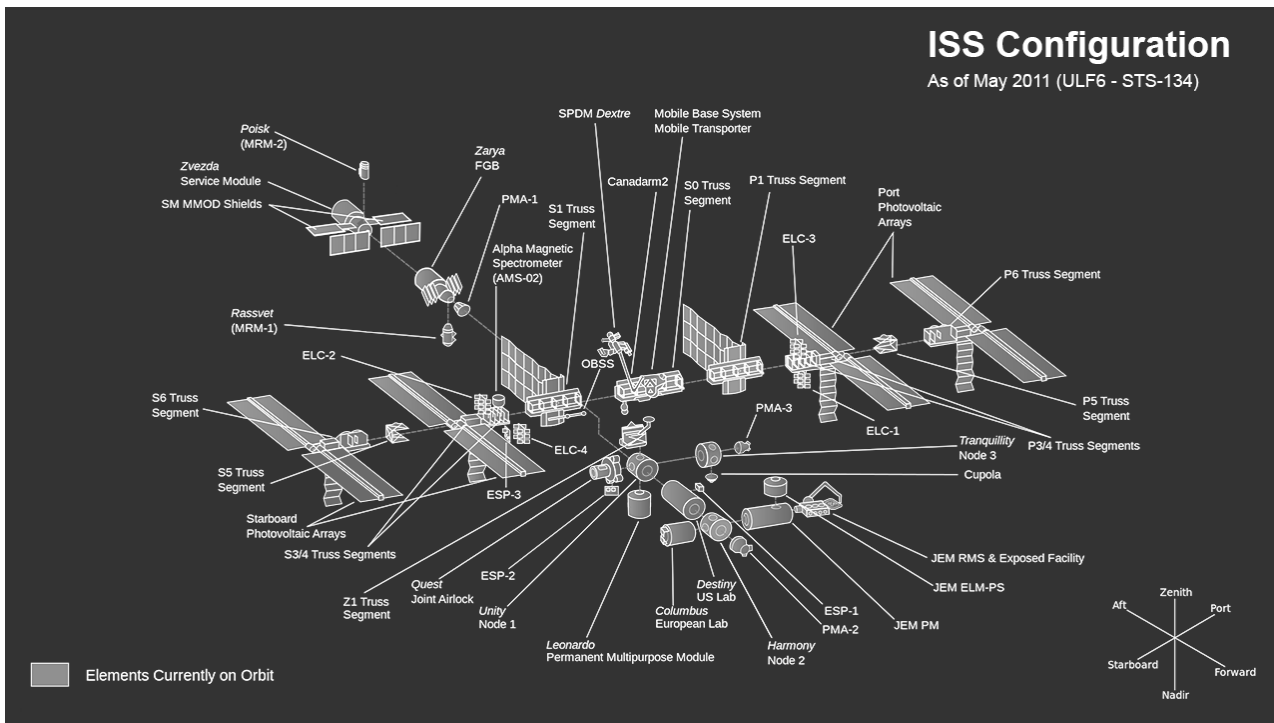 ISS Configuration
As of May 2011 (ULF6 - STS-134)
Poisk
(MRM-2)
Zvezda
Service Module
SM MMOD Shields
Zarya
FGB
PMA-1
S1 Truss
Segment
Alpha Magnetic
Spectrometer
(AMS-02)
SPDM Dextre
Mobile Base System
Mobile Transporter
Canadarm2
S0 Truss
Segment
P1 Truss Segment
Port
Photovoltaic
Arrays
ELC-3
P6 Truss Segment
Rassvet
(MRM-1)
ELC-2
OBSS
S6 Truss
Segment
P5 Truss
Segment
PMA-3
ELC-1
P3/4 Truss Segments
Tranquillity
Node 3
Cupola
ELC-4
S5 Truss
Segment
ESP-3
Starboard
Photovoltaic Arrays
S3/4 Truss Segments
Z1 Truss
Segment
Quest
Joint Airlock
ESP-2
Unity
Node 1
Leonardo
Permanent Multipurpose Module
Columbus
European Lab
Destiny
US Lab
Harmony
Node 2
ESP-1
PMA-2
JEM PM
JEM RMS & Exposed Facility
JEM ELM-PS
Zenith
Aft
Port
Starboard
Forward
Nadir
Elements Currently on Orbit